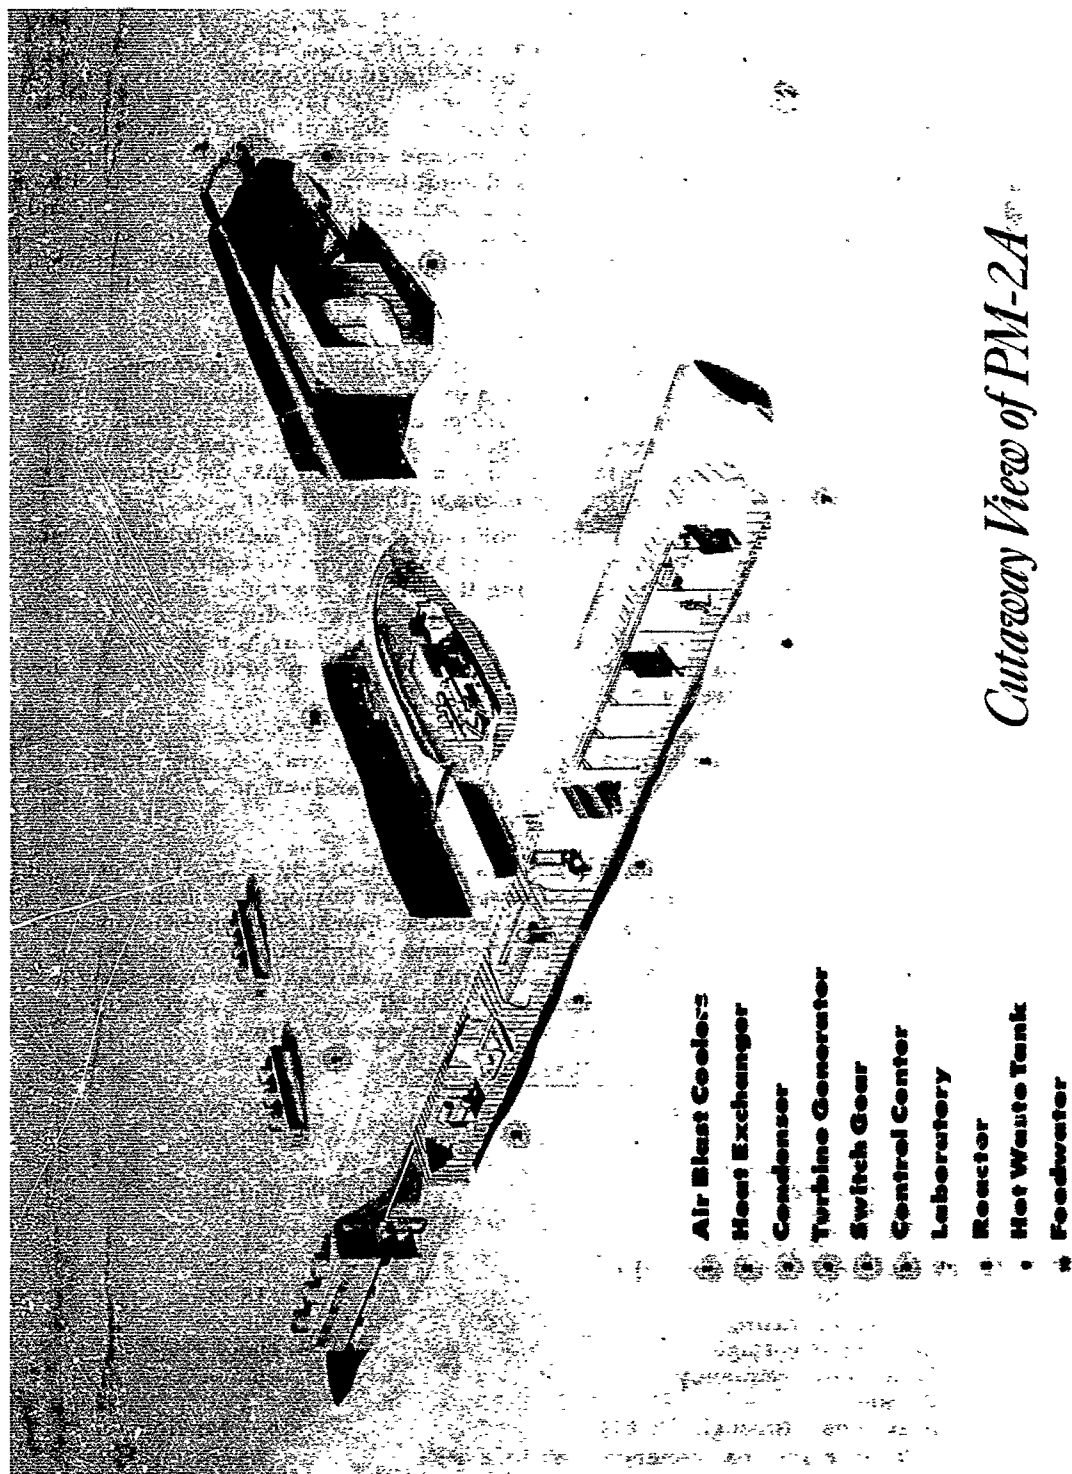 Air Blast Coolers
Heat Exchanger
Condenser
Turbine Generator
Switch Gear
Control Center
Laboratory
Reactor
Hot Waste Tank
Feedwater
Cutaway View of PM-2A